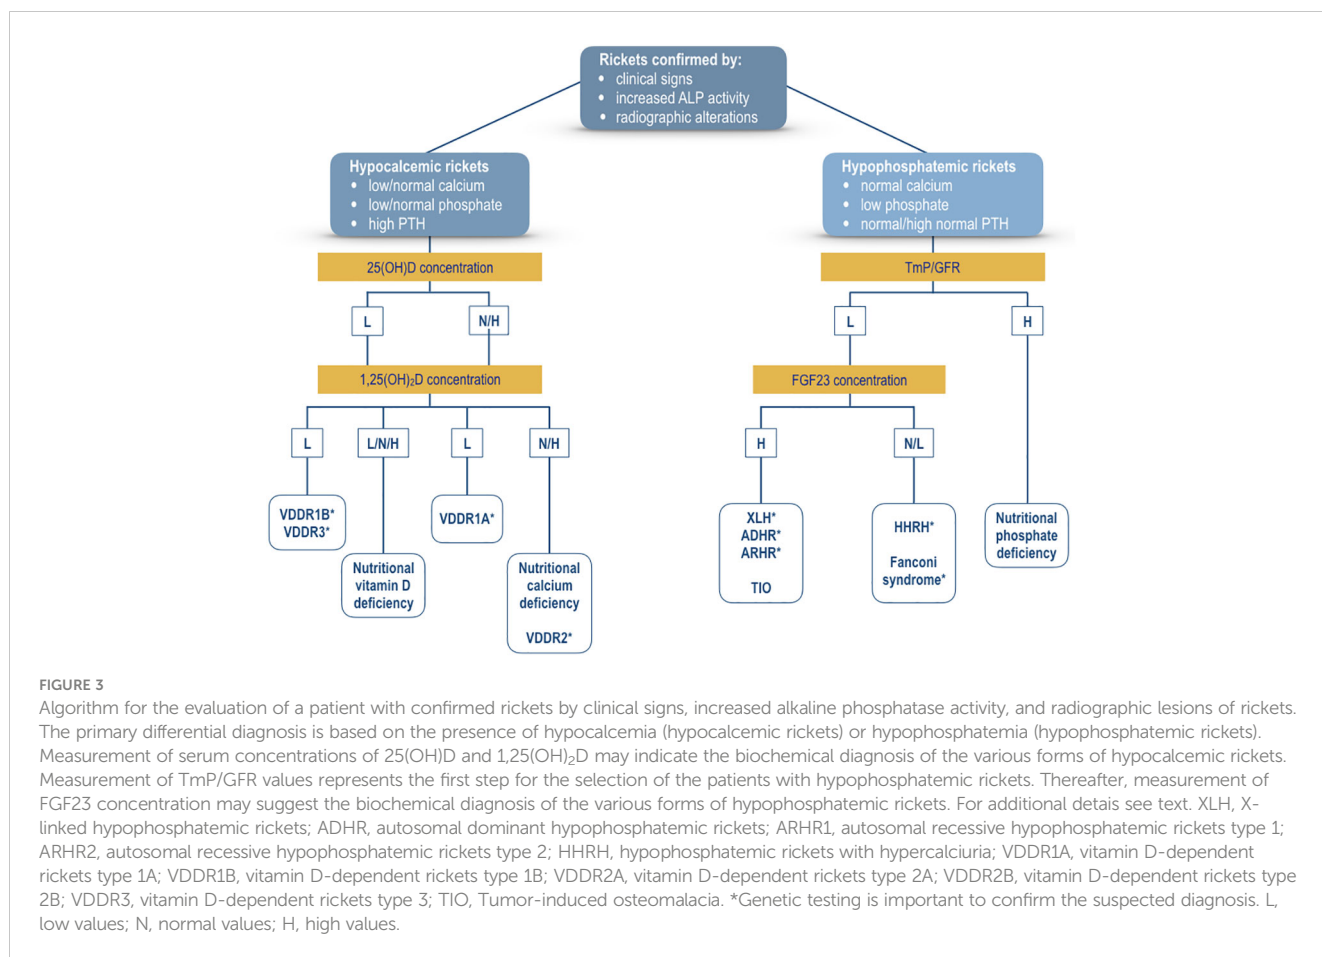 Rickets confirmed by:
• clinical signs
• increased ALP activity
• radiographic alterations
Hypocalcemic rickets
• low/normal calcium
• low/normal phosphate
• high PTH
Hypophosphatemic rickets
• normal calcium
• low phosphate
• normal/high normal PTH
25(OH)D concentration
TmP/GFR
L
N/H
L
H
1,25(OH)₂D concentration
FGF23 concentration
L
L/N/H
L
N/H
H
N/L
VDDR1B*
VDDR3*
Nutritional
vitamin D
deficiency
VDDR1A*
Nutritional
calcium
deficiency
VDDR2*
XLH*
ADHR*
ARHR*
TIO
HHRH*
Fanconi
syndrome*
Nutritional
phosphate
deficiency
FIGURE 3
Algorithm for the evaluation of a patient with confirmed rickets by clinical signs, increased alkaline phosphatase activity, and radiographic lesions of rickets.
The primary differential diagnosis is based on the presence of hypocalcemia (hypocalcemic rickets) or hypophosphatemia (hypophosphatemic rickets).
Measurement of serum concentrations of 25(OH)D and 1,25(OH)₂D may indicate the biochemical diagnosis of the various forms of hypocalcemic rickets.
Measurement of TmP/GFR values represents the first step for the selection of the patients with hypophosphatemic rickets. Thereafter, measurement of
FGF23 concentration may suggest the biochemical diagnosis of the various forms of hypophosphatemic rickets. For additional detais see text. XLH, X-
linked hypophosphatemic rickets; ADHR, autosomal dominant hypophosphatemic rickets; ARHR1, autosomal recessive hypophosphatemic rickets type 1;
ARHR2, autosomal recessive hypophosphatemic rickets type 2; HHRH, hypophosphatemic rickets with hypercalciuria; VDDR1A, vitamin D-dependent
rickets type 1A; VDDR1B, vitamin D-dependent rickets type 1B; VDDR2A, vitamin D-dependent rickets type 2A; VDDR2B, vitamin D-dependent rickets type
2B; VDDR3, vitamin D-dependent rickets type 3; TIO, Tumor-induced osteomalacia. *Genetic testing is important to confirm the suspected diagnosis. L,
low values; N, normal values; H, high values.